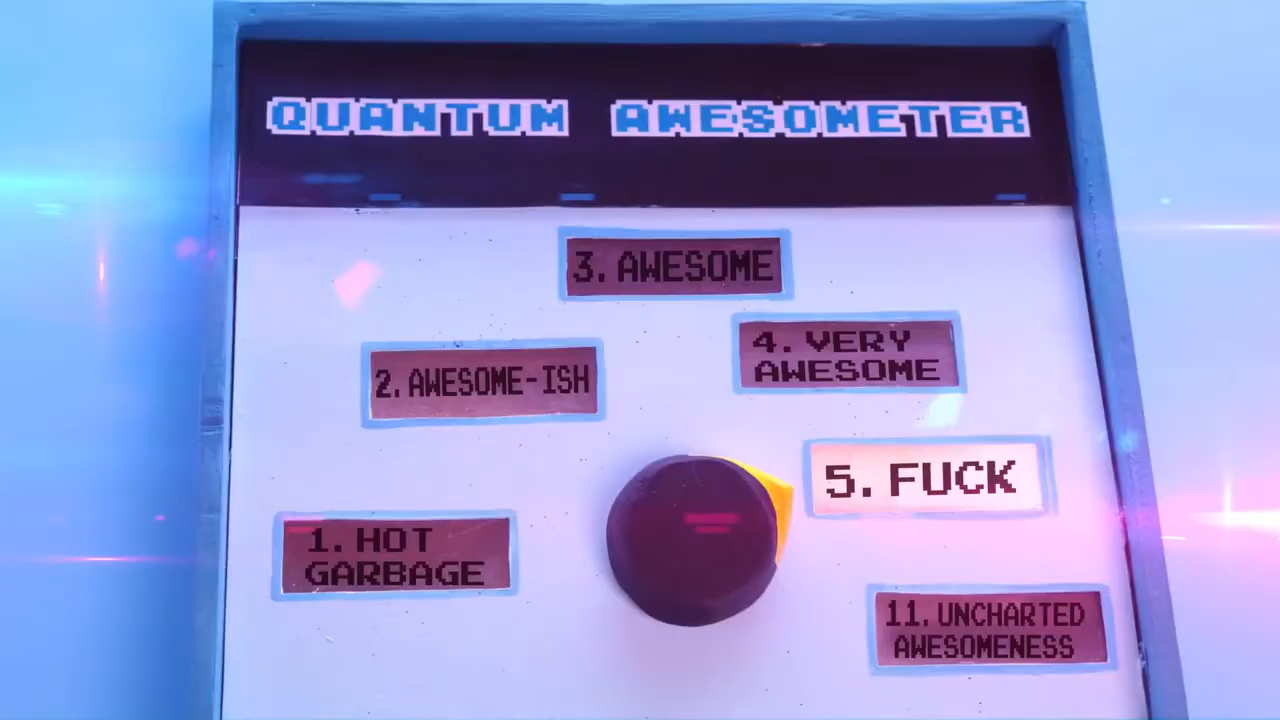 QUANTUM AWESOMETER
3. AWESOME
4. VERY
AWESOME
2. AWESOME-ISH
5. FUCK
1. HOT
GARBAGE
11. UNCHARTED
AWESOMENESS